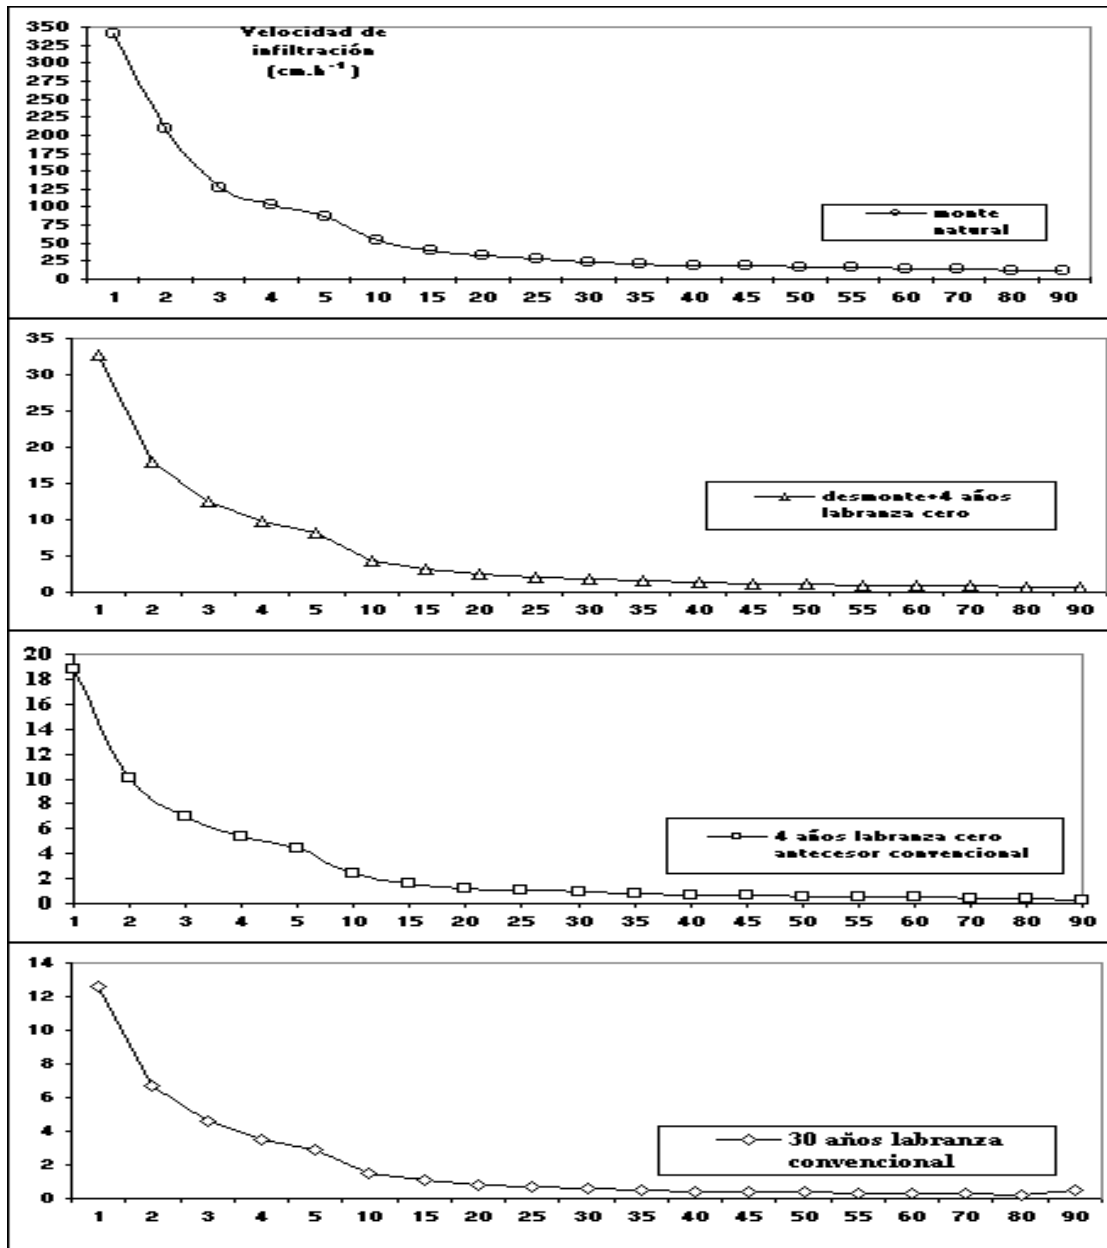 350
325
300
275
250
225
200
175
150
125
100
75
50
25
0
Velocidad de
infiltración
(cm.h⁻¹)
monte
natural
1 2 3 4 5 10 15 20 25 30 35 40 45 50 55 60 70 80 90
35
30
25
20
15
10
5
0
desmonte+4 años
labranza cero
1 2 3 4 5 10 15 20 25 30 35 40 45 50 55 60 70 80 90
20
18
16
14
12
10
8
6
4
2
0
4 años labranza cero
antecesor convencional
1 2 3 4 5 10 15 20 25 30 35 40 45 50 55 60 70 80 90
14
12
10
8
6
4
2
0
30 años labranza
convencional
1 2 3 4 5 10 15 20 25 30 35 40 45 50 55 60 70 80 90